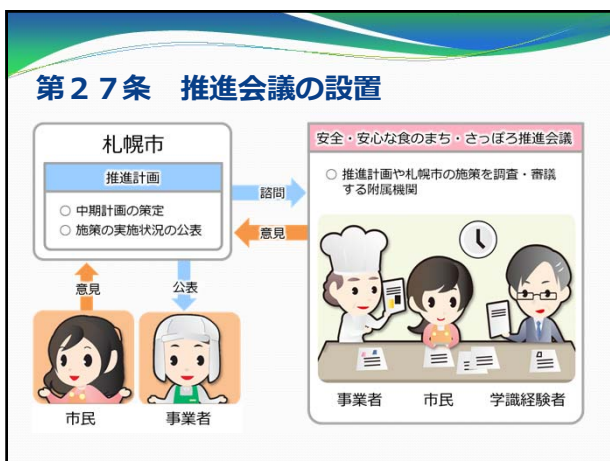 第２７条　推進会議の設置
札幌市
推進計画
○ 中期計画の策定
○ 施策の実施状況の公表
諮問
意見
意見
公表
市民
事業者
安全・安心な食のまち・さっぽろ推進会議
○ 推進計画や札幌市の施策を調査・審議
する附属機関
事業者
市民
学識経験者